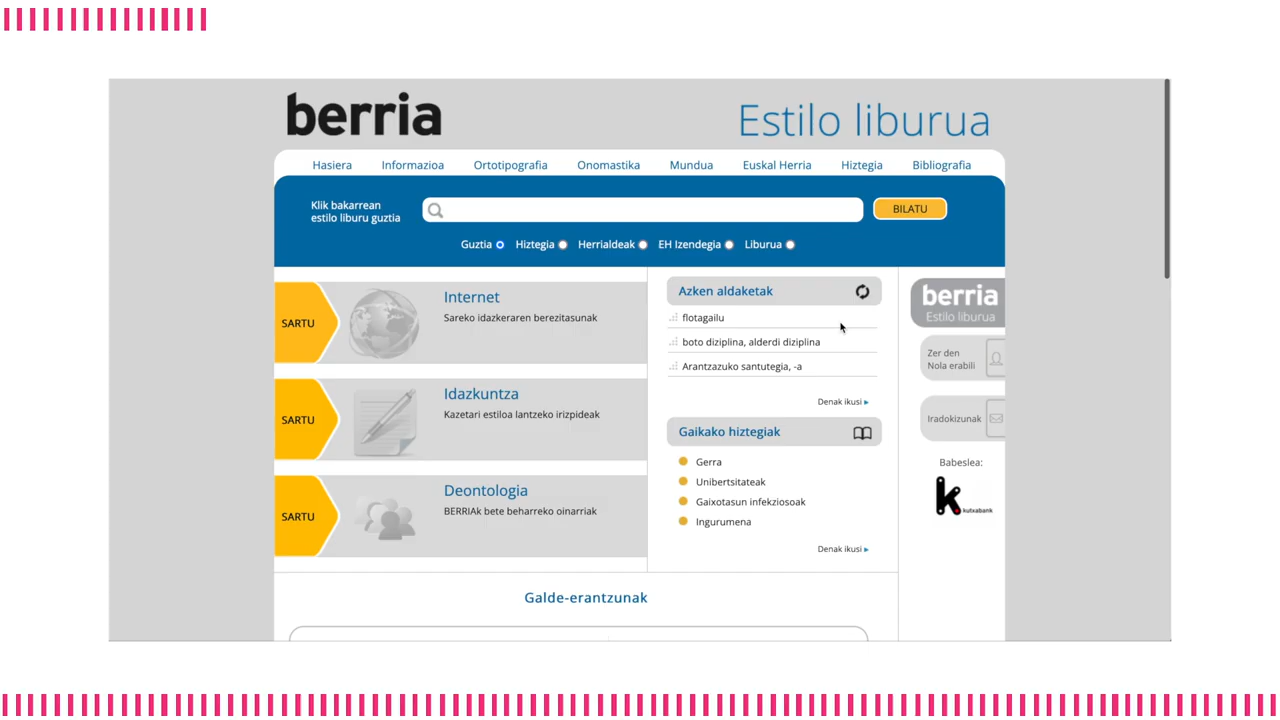 berria
Estilo liburua
Hasiera Informazioa Ortotipografia Onomastika Mundua Euskal Herria Hiztegia Bibliografia
Klik bakarrean
estilo liburu guztia
BILATU
Guztia Hiztegia Herrialdeak EH Izendegia Liburua
SARTU
Internet
Sareko idazkeraren berezitasunak
SARTU
Idazkuntza
Kazetari estiloa lantzeko irizpideak
SARTU
Deontologia
BERRIAk bete beharreko oinarriak
Azken aldaketak
flotagailu
boto diziplina, alderdi diziplina
Arantzazuko santutegia, -a
Denak ikusi
Gaikako hiztegiak
Gerra
Unibertsitateak
Gaixotasun infekziosoak
Ingurumena
Denak ikusi
berria
Estilo liburua
Zer den
Nola erabili
Iradokizunak
Babeslea:
k
kutxabank
Galde-erantzunak